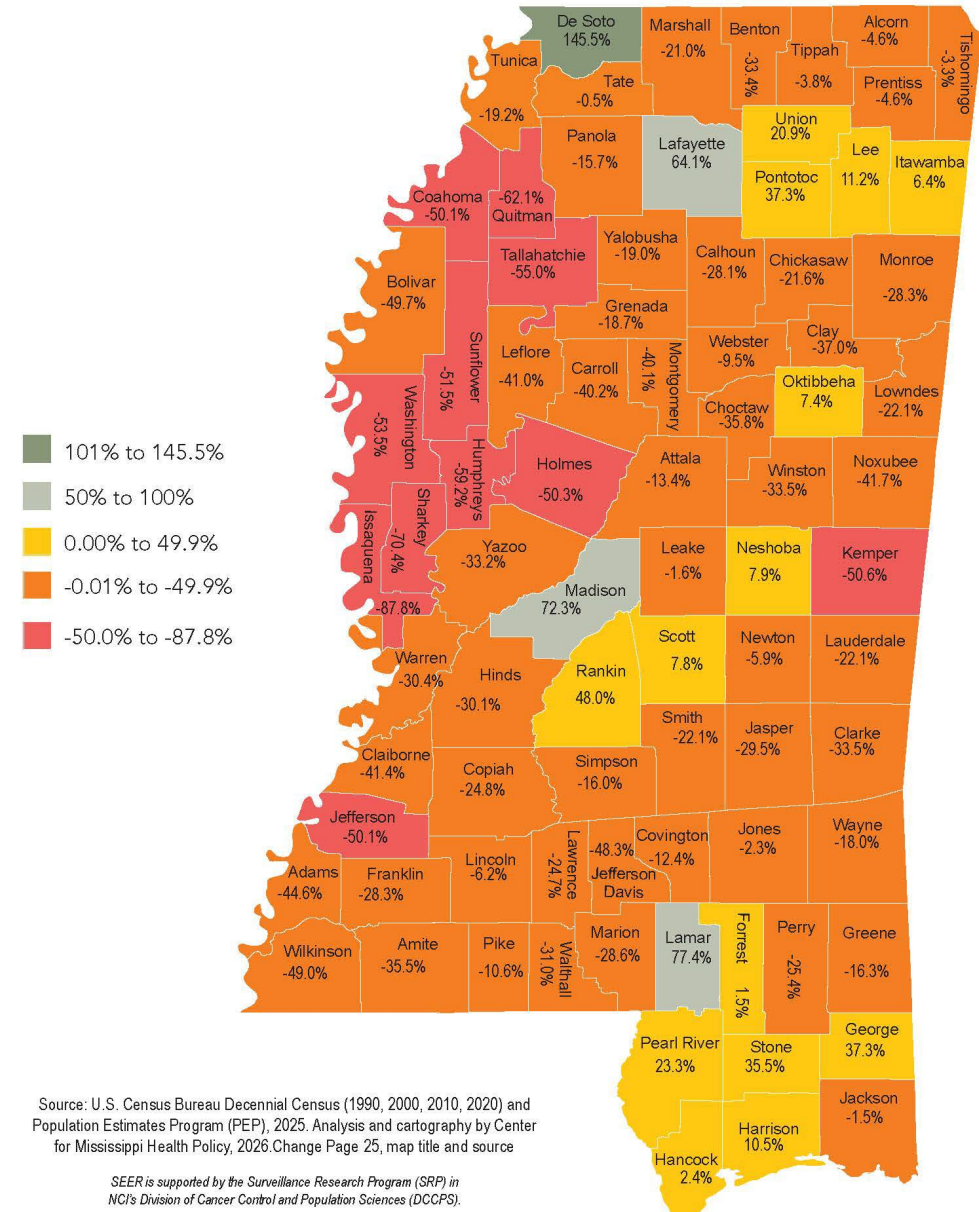 De Soto
145.5%
Marshall
-21.0%
Benton
-33.4%
Tippah
-3.8%
Alcorn
-4.6%
Tishomingo
-3.3%
Tunica
-19.2%
Tate
-0.5%
Prentiss
-4.6%
Panola
-15.7%
Lafayette
64.1%
Union
20.9%
Pontotoc
37.3%
Lee
11.2%
Itawamba
6.4%
Coahoma
-50.1%
-62.1%
Quitman
Tallahatchie
-55.0%
Yalobusha
-19.0%
Calhoun
-28.1%
Chickasaw
-21.6%
Monroe
-28.3%
Bolivar
-49.7%
Sunflower
-51.5%
Grenada
-18.7%
Leflore
-41.0%
Carroll
-40.2%
Montgomery
-40.1%
Webster
-9.5%
Clay
-37.0%
Oktibbeha
7.4%
Lowndes
-22.1%
Choctaw
-35.8%
Washington
-53.5%
Humphreys
-59.2%
Holmes
-50.3%
Attala
-13.4%
Winston
-33.5%
Noxubee
-41.7%
101% to 145.5%
50% to 100%
0.00% to 49.9%
-0.01% to -49.9%
-50.0% to -87.8%
Issaquena
-87.8%
Sharkey
-70.4%
Yazoo
-33.2%
Madison
72.3%
Leake
-1.6%
Neshoba
7.9%
Kemper
-50.6%
Warren
-30.4%
Hinds
-30.1%
Rankin
48.0%
Scott
7.8%
Newton
-5.9%
Lauderdale
-22.1%
Smith
-22.1%
Jasper
-29.5%
Clarke
-33.5%
Claiborne
-41.4%
Copiah
-24.8%
Simpson
-16.0%
Jefferson
-50.1%
Adams
-44.6%
Franklin
-28.3%
Lincoln
-6.2%
Lawrence
-24.7%
-48.3%
Jefferson
Davis
Covington
-12.4%
Jones
-2.3%
Wayne
-18.0%
Wilkinson
-49.0%
Amite
-35.5%
Pike
-10.6%
Walthall
-31.0%
Marion
-28.6%
Lamar
77.4%
Forrest
1.5%
Perry
-25.4%
Greene
-16.3%
Pearl River
23.3%
Stone
35.5%
George
37.3%
Jackson
-1.5%
Harrison
10.5%
Hancock
2.4%
Source: U.S. Census Bureau Decennial Census (1990, 2000, 2010, 2020) and
Population Estimates Program (PEP), 2025. Analysis and cartography by Center
for Mississippi Health Policy, 2026.Change Page 25, map title and source
SEER is supported by the Surveillance Research Program (SRP) in
NCI's Division of Cancer Control and Population Sciences (DCCPS).